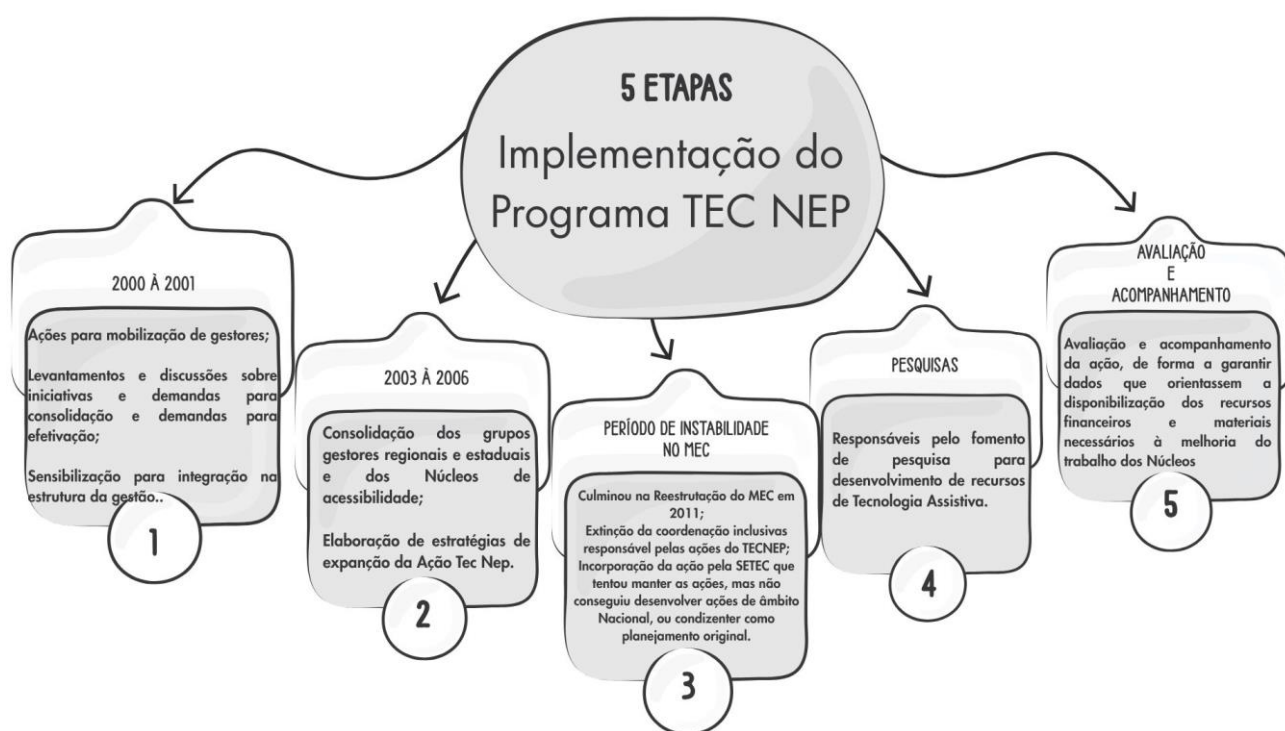 5 ETAPAS
Implementação do
Programa TEC NEP
2000 À 2001
Ações para mobilização de gestores;
Levantamentos e discussões sobre
iniciativas e demandas para
consolidação e demandas para
efetivação;
Sensibilização para integração na
estrutura da gestão..
1
2003 À 2006
Consolidação dos grupos
gestores regionais e estaduais
e dos Núcleos de
acessibilidade;
Elaboração de estratégias de
expanção da Ação Tec Nep.
2
PERÍODO DE INSTABILIDADE
NO MEC
Culminou na Reestrutação do MEC em
2011;
Extinção da coordenação inclusivas
responsável pelas ações do TECNEP;
Incorporação da ação pela SETEC que
tentou manter as ações, mas não
conseguiu desenvolver ações de âmbito
Nacional, ou condizenter como
planejamento original.
3
PESQUISAS
Responsáveis pelo fomento
de pesquisa para
desenvolvimento de recursos
de Tecnologia Assistiva.
4
AVALIAÇÃO
E
ACOMPANHAMENTO
Avaliação e acompanhamento
da ação, de forma a garantir
dados que orientassem a
disponibilização dos recursos
financeiros e materiais
necessários à melhoria do
trabalho dos Núcleos
5